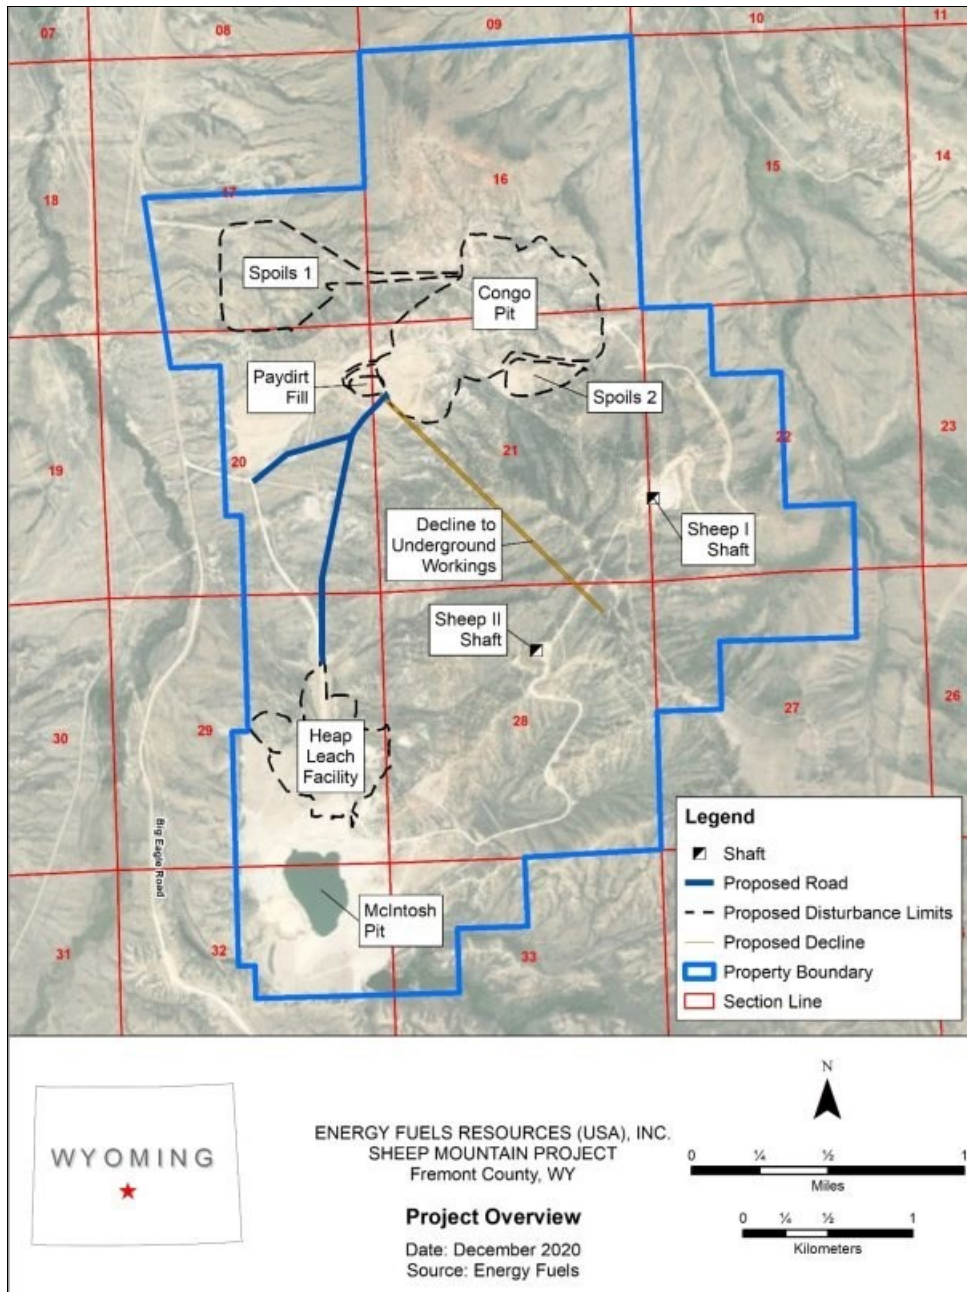 07
08
09
10
11
18
17
16
15
14
Spoils 1
Congo
Pit
Paydirt
Fill
Spoils 2
19
20
21
22
23
Decline to
Underground
Workings
Sheep I
Shaft
Sheep II
Shaft
30
29
28
27
26
Heap
Leach
Facility
Big Eagle Road
McIntosh
Pit
31
32
33
Legend
Shaft
Proposed Road
Proposed Disturbance Limits
Proposed Decline
Property Boundary
Section Line
WYOMING
ENERGY FUELS RESOURCES (USA), INC.
SHEEP MOUNTAIN PROJECT
Fremont County, WY
Project Overview
Date: December 2020
Source: Energy Fuels
N
0 ¼ ½ 1
Miles
0 ¼ ½ 1
Kilometers